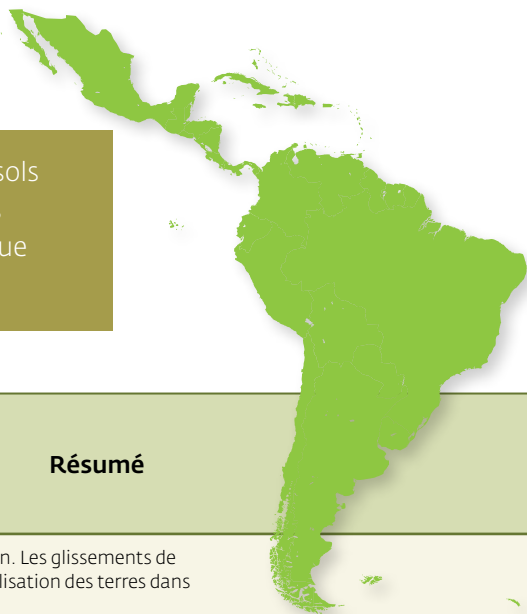 sols
ue
Résumé
n. Les glissements de
lisation des terres dans